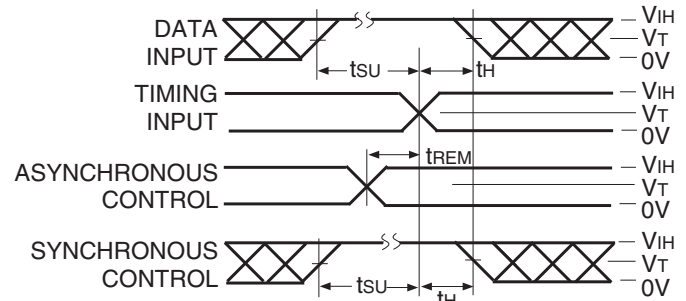 DATA INPUT
tSU
tH
VIH
VT
0V
TIMING INPUT
VIH
VT
0V
tREM
ASYNCHRONOUS CONTROL
VIH
VT
0V
SYNCHRONOUS CONTROL
tSU
tH
VIH
VT
0V